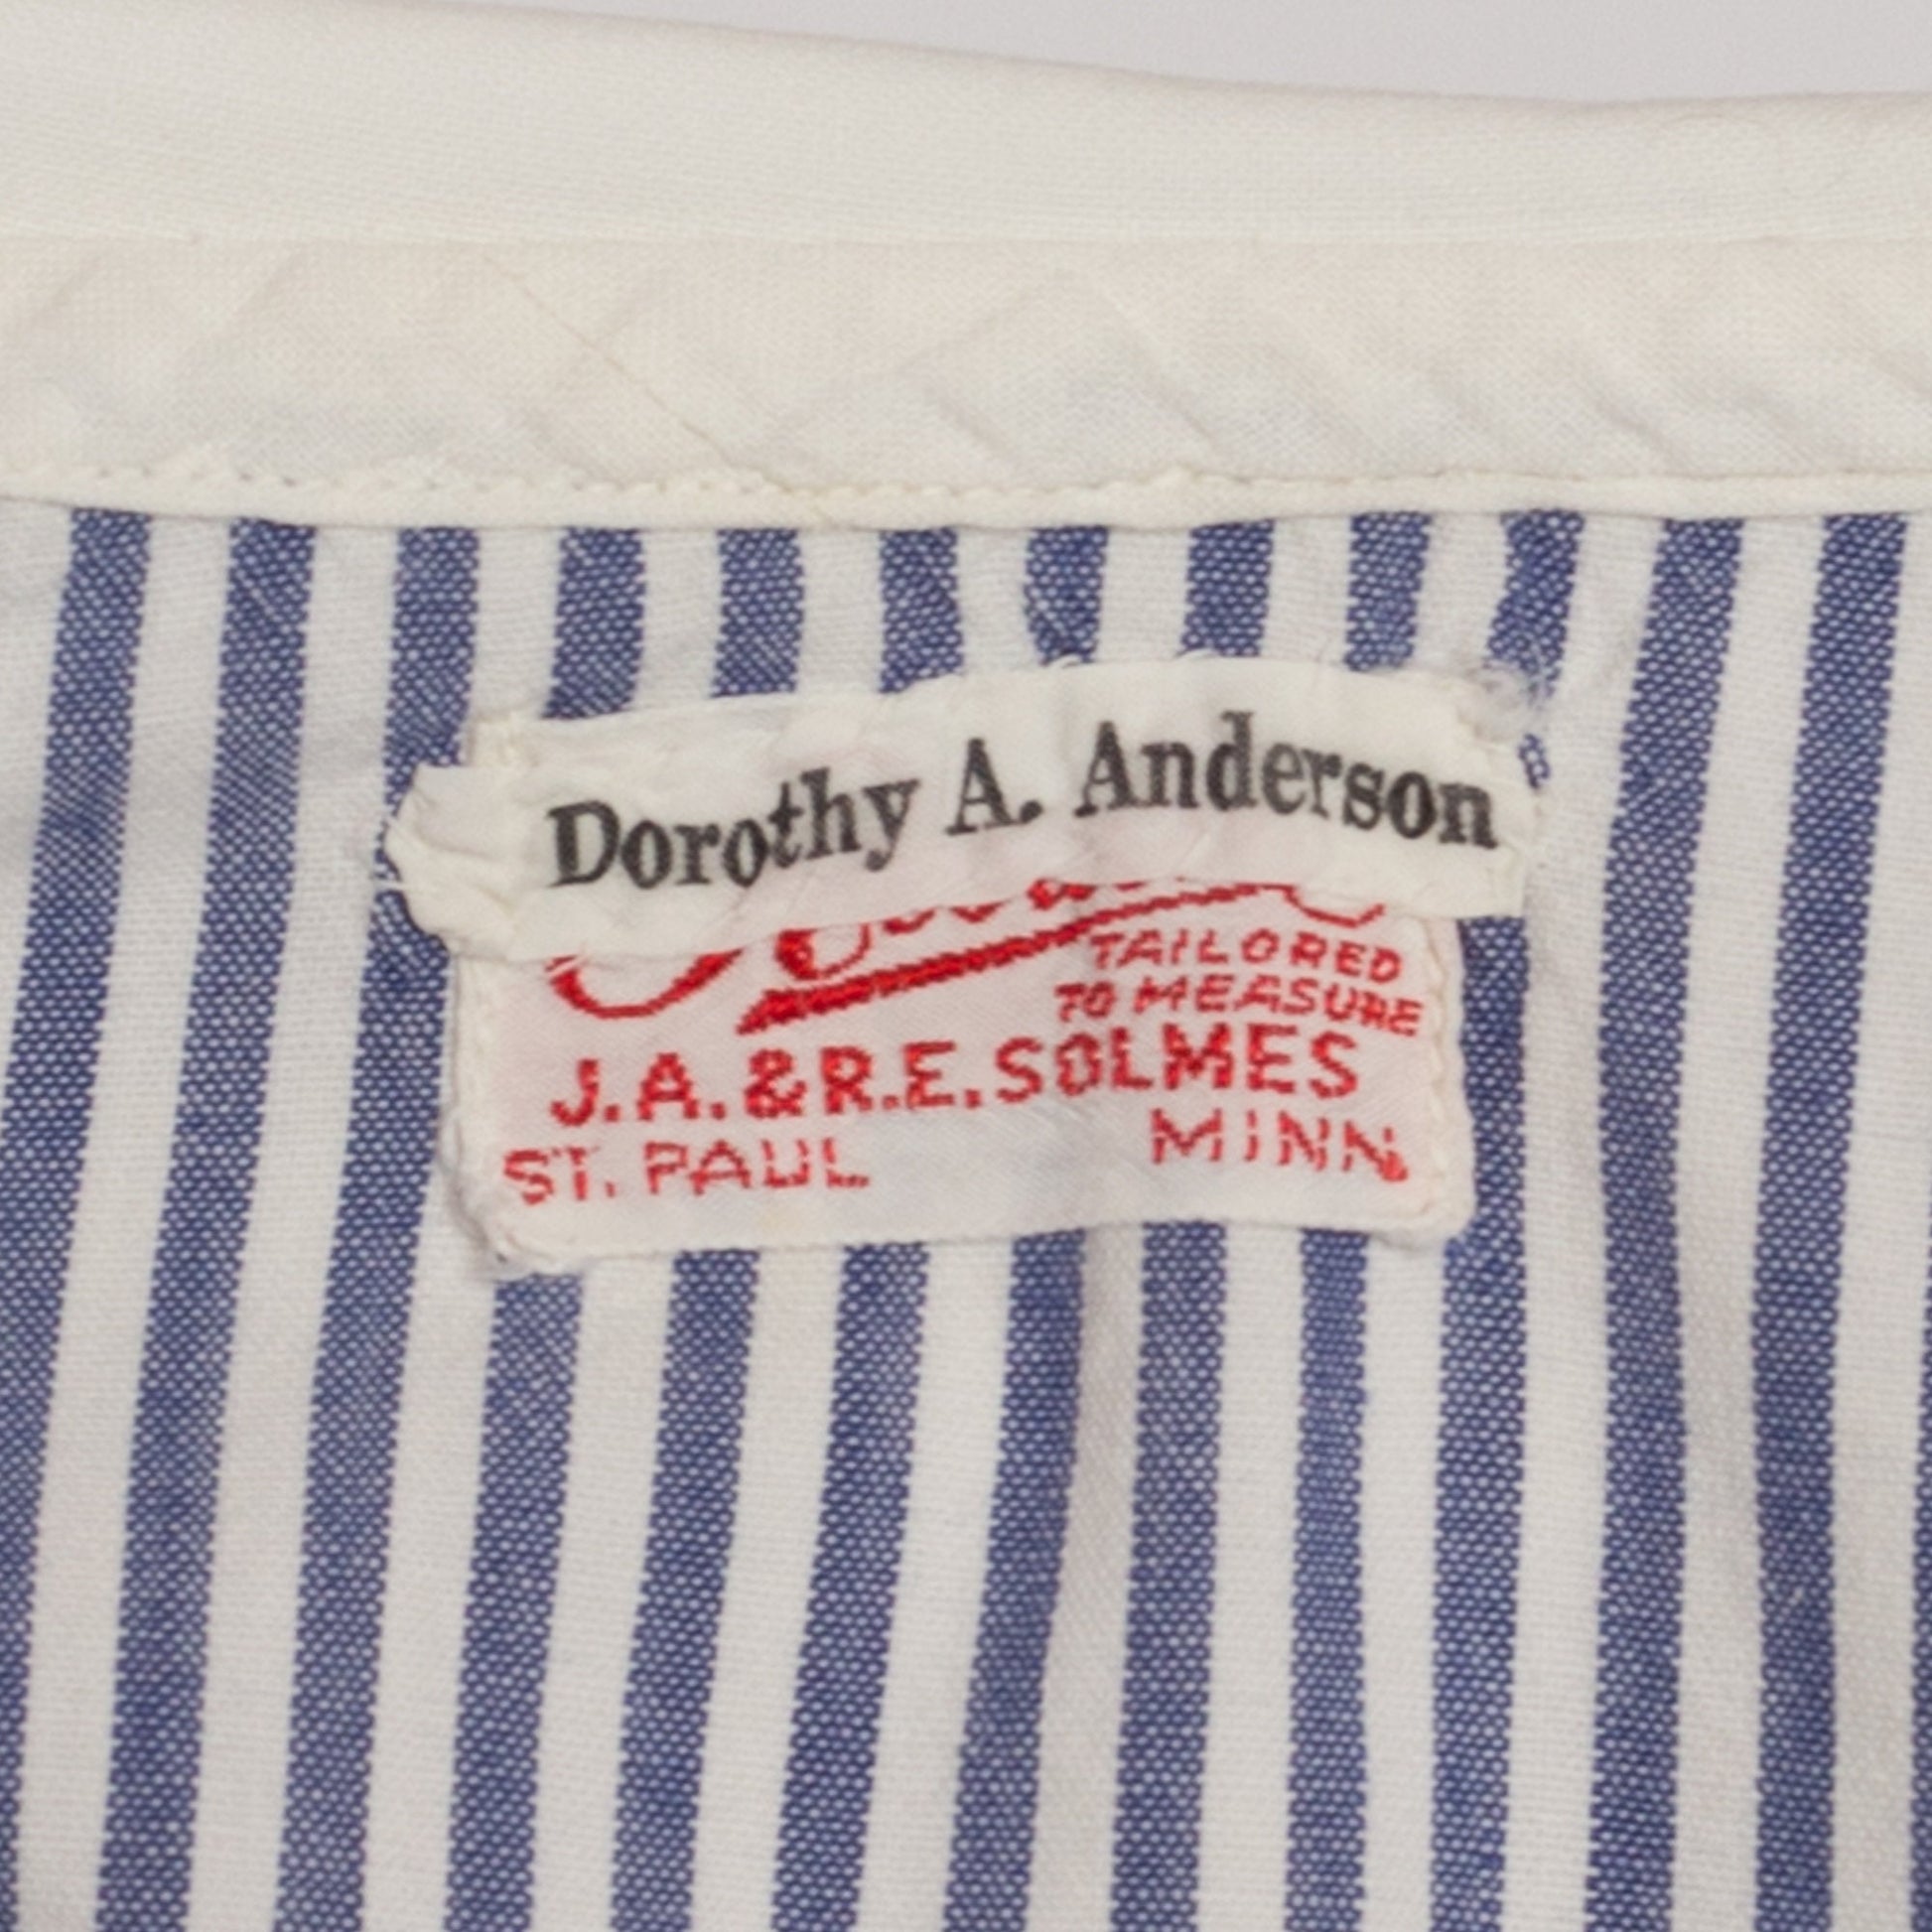 Dorothy A. Anderson
TAILORED
TO MEASURE
J.A.&R.E.SOLMES
ST. PAUL MINN.